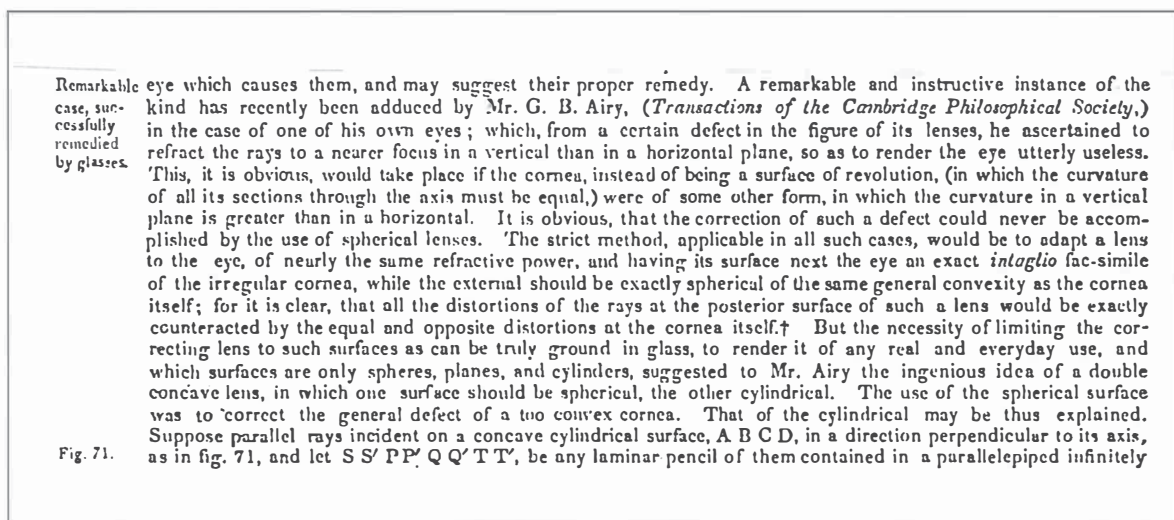 Remarkable
case, suc-
cessfully
remedied
by glasses.
eye which causes them, and may suggest their proper remedy. A remarkable and instructive instance of the
kind has recently been adduced by Mr. G. B. Airy, (Transactions of the Cambridge Philosophical Society,)
in the case of one of his own eyes; which, from a certain defect in the figure of its lenses, he ascertained to
refract the rays to a nearer focus in a vertical than in a horizontal plane, so as to render the eye utterly useless.
This, it is obvious, would take place if the cornea, instead of being a surface of revolution, (in which the curvature
of all its sections through the axis must be equal,) were of some other form, in which the curvature in a vertical
plane is greater than in a horizontal. It is obvious, that the correction of such a defect could never be accom-
plished by the use of spherical lenses. The strict method, applicable in all such cases, would be to adapt a lens
to the eye, of nearly the same refractive power, and having its surface next the eye an exact intaglio fac-simile
of the irregular cornea, while the external should be exactly spherical of the same general convexity as the cornea
itself; for it is clear, that all the distortions of the rays at the posterior surface of such a lens would be exactly
counteracted by the equal and opposite distortions at the cornea itself.† But the necessity of limiting the cor-
recting lens to such surfaces as can be truly ground in glass, to render it of any real and everyday use, and
which surfaces are only spheres, planes, and cylinders, suggested to Mr. Airy the ingenious idea of a double
concave lens, in which one surface should be spherical, the other cylindrical. The use of the spherical surface
was to correct the general defect of a too convex cornea. That of the cylindrical may be thus explained.
Suppose parallel rays incident on a concave cylindrical surface, A B C D, in a direction perpendicular to its axis,
Fig. 71.
as in fig. 71, and let S S′ P P′ Q Q′ T T′, be any laminar pencil of them contained in a parallelepiped infinitely